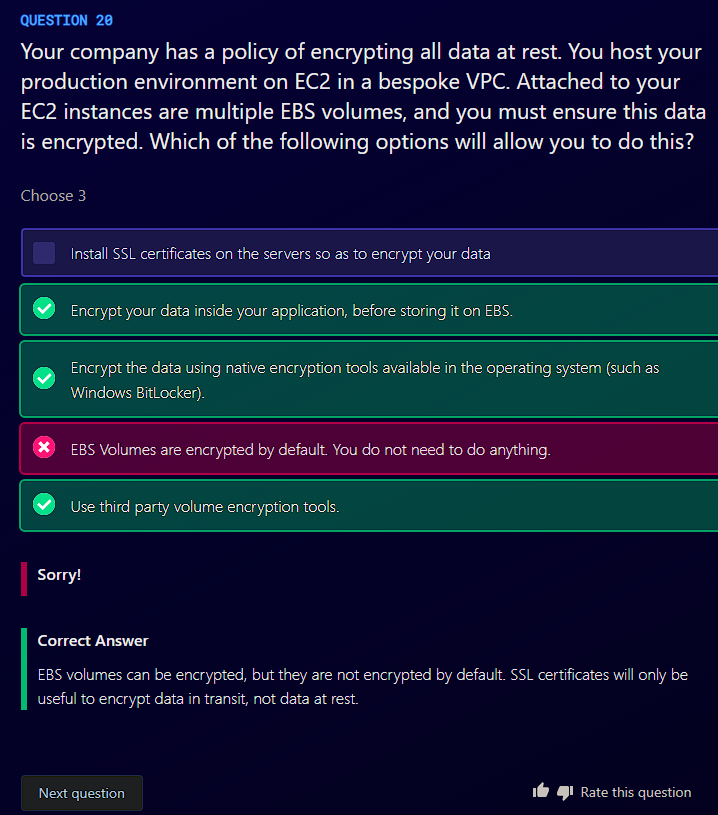 QUESTION 20
Your company has a policy of encrypting all data at rest. You host your
production environment on EC2 in a bespoke VPC. Attached to your
EC2 instances are multiple EBS volumes, and you must ensure this data
is encrypted. Which of the following options will allow you to do this?
Choose 3
Install SSL certificates on the servers so as to encrypt your data
Encrypt your data inside your application, before storing it on EBS.
Encrypt the data using native encryption tools available in the operating system (such as
Windows BitLocker).
EBS Volumes are encrypted by default. You do not need to do anything.
Use third party volume encryption tools.
Sorry!
Correct Answer
EBS volumes can be encrypted, but they are not encrypted by default. SSL certificates will only be
useful to encrypt data in transit, not data at rest.
Next question
Rate this question